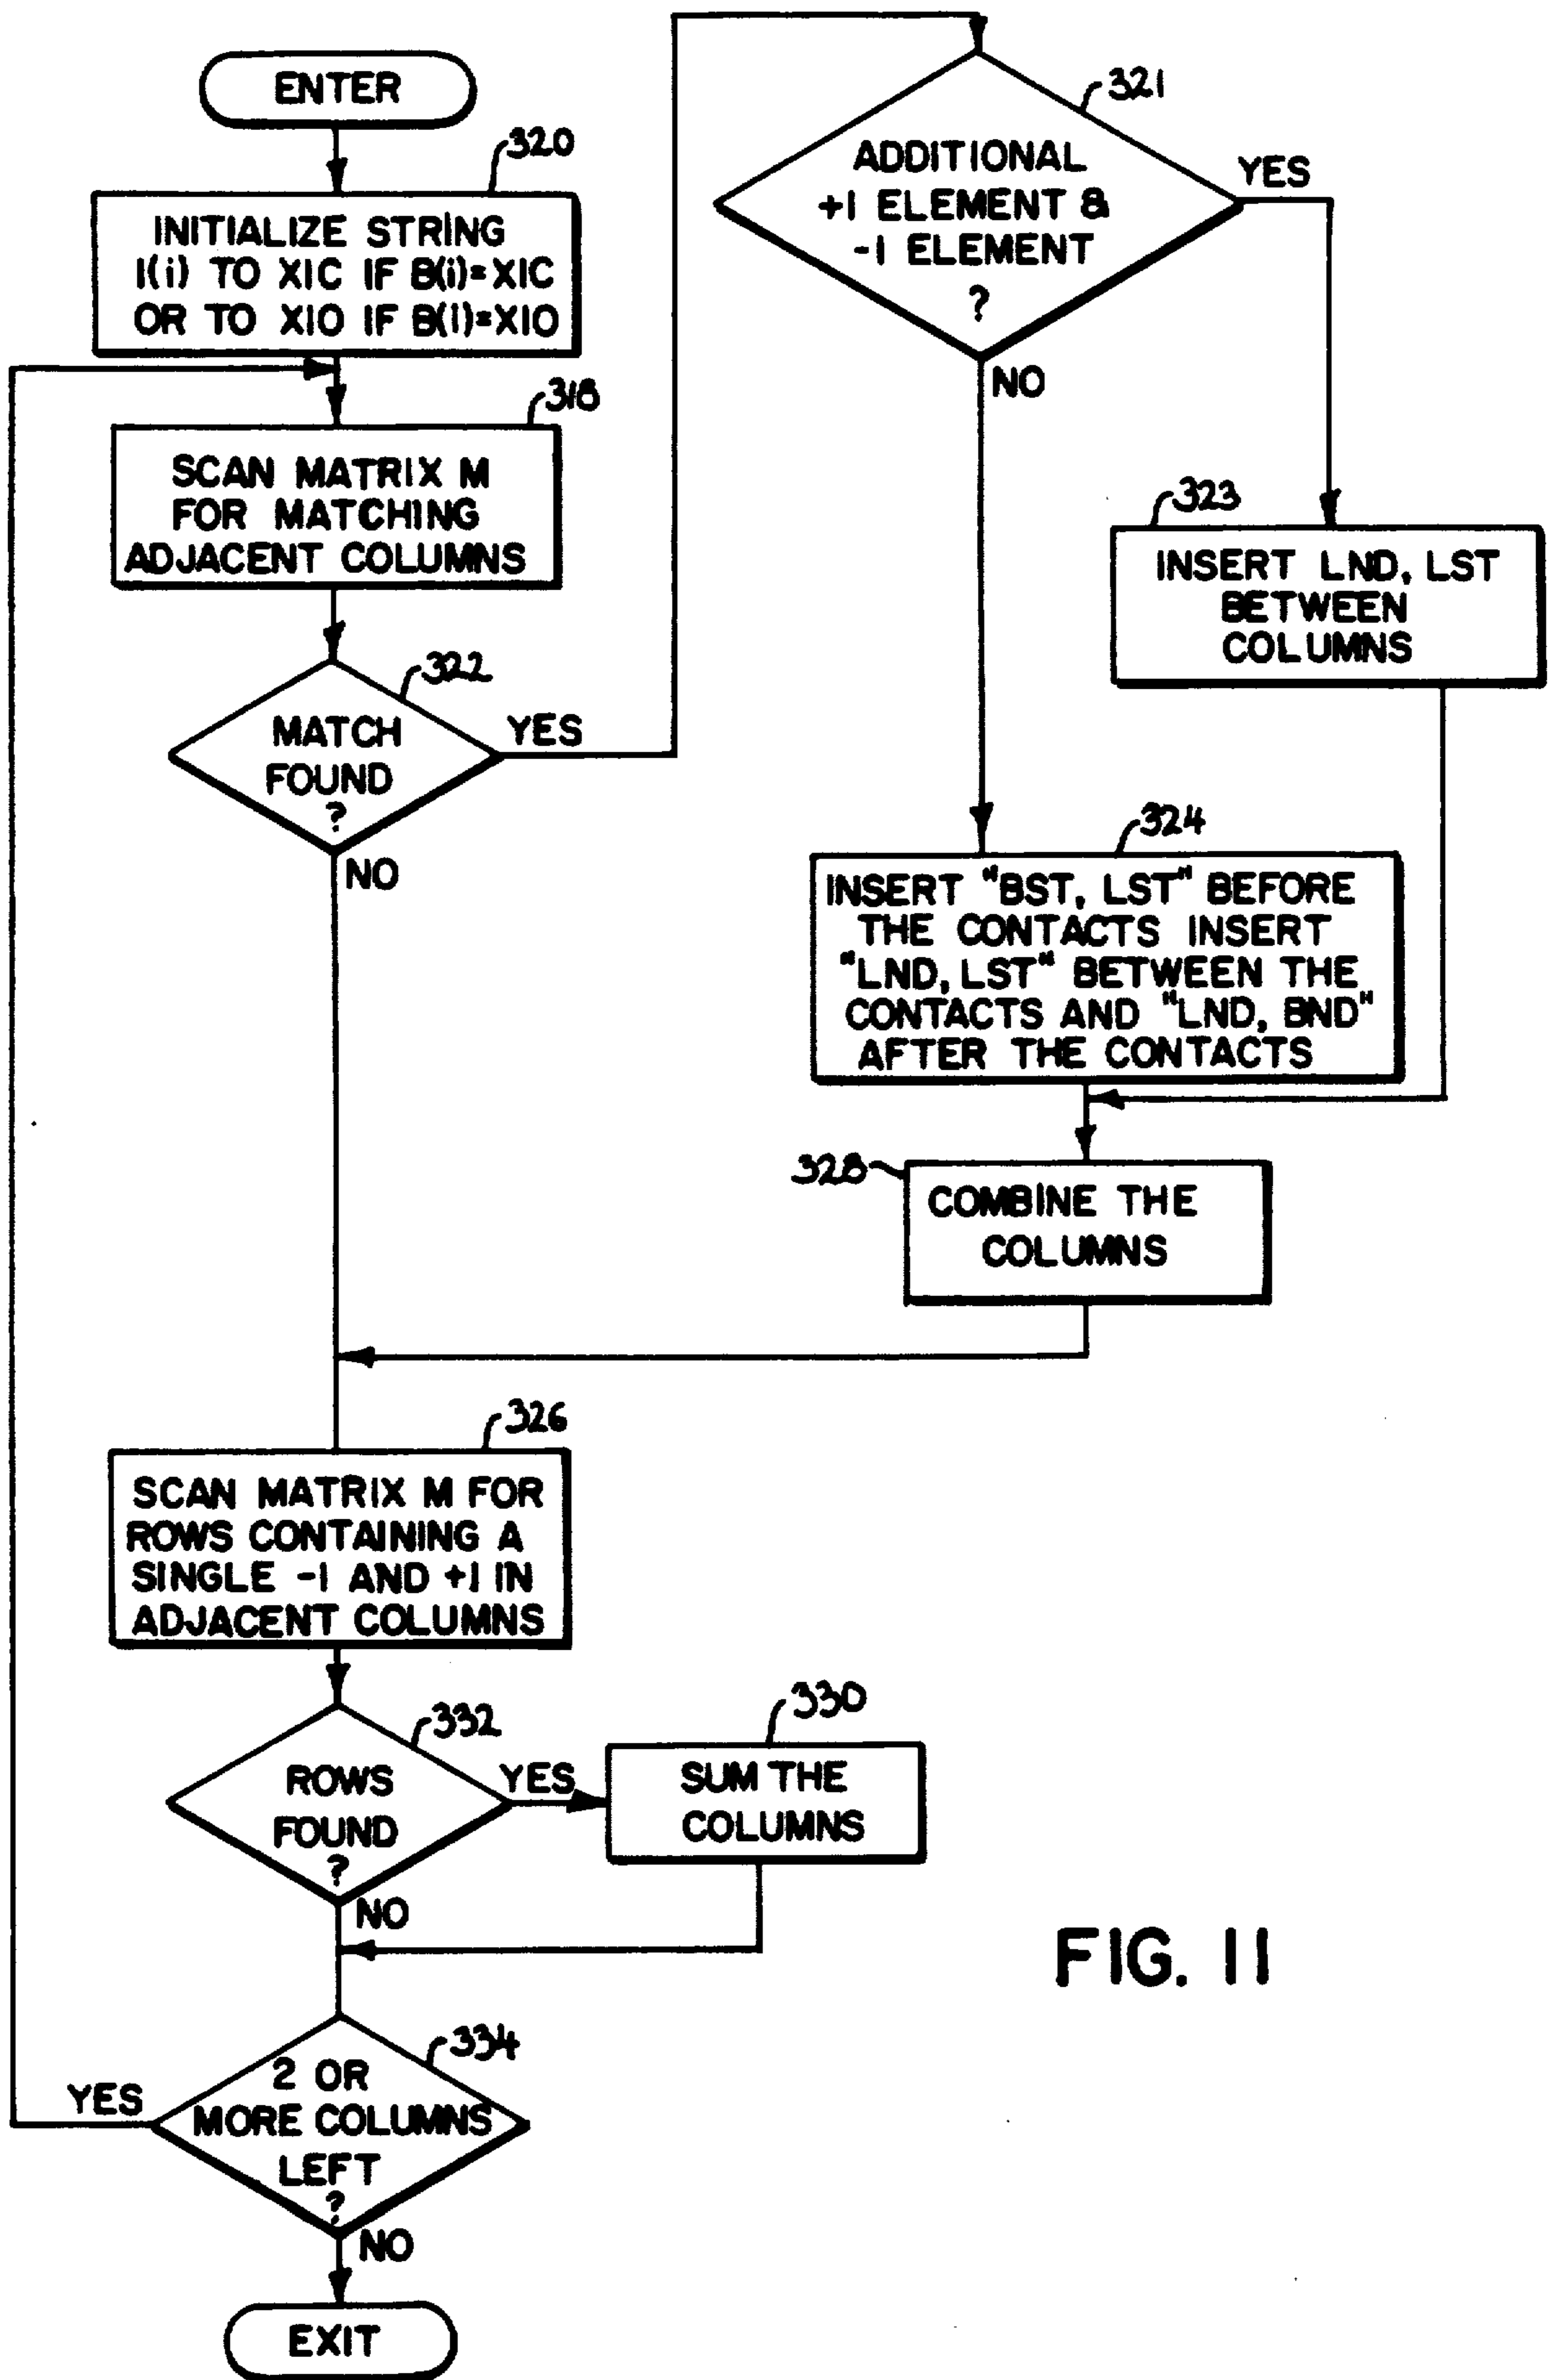 ENTER
320
INITIALIZE STRING
I(i) TO XIC IF B(i)=XIC
OR TO XIO IF B(i)=XIO
318
SCAN MATRIX M
FOR MATCHING
ADJACENT COLUMNS
322
MATCH
FOUND
?
YES
NO
321
ADDITIONAL
+1 ELEMENT &
-1 ELEMENT
?
YES
NO
323
INSERT LND, LST
BETWEEN
COLUMNS
324
INSERT "BST, LST" BEFORE
THE CONTACTS INSERT
"LND, LST" BETWEEN THE
CONTACTS AND "LND, BND"
AFTER THE CONTACTS
328
COMBINE THE
COLUMNS
326
SCAN MATRIX M FOR
ROWS CONTAINING A
SINGLE -1 AND +1 IN
ADJACENT COLUMNS
332
ROWS
FOUND
?
YES
NO
330
SUM THE
COLUMNS
334
2 OR
MORE COLUMNS
LEFT
?
YES
NO
EXIT
FIG. 11